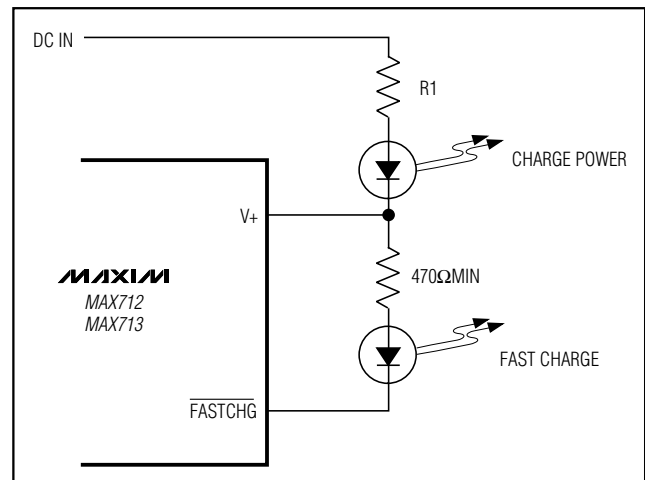 DC IN
R1
CHARGE POWER
V+
MAXIM
MAX712
MAX713
470ΩMIN
FAST CHARGE
FASTCHG